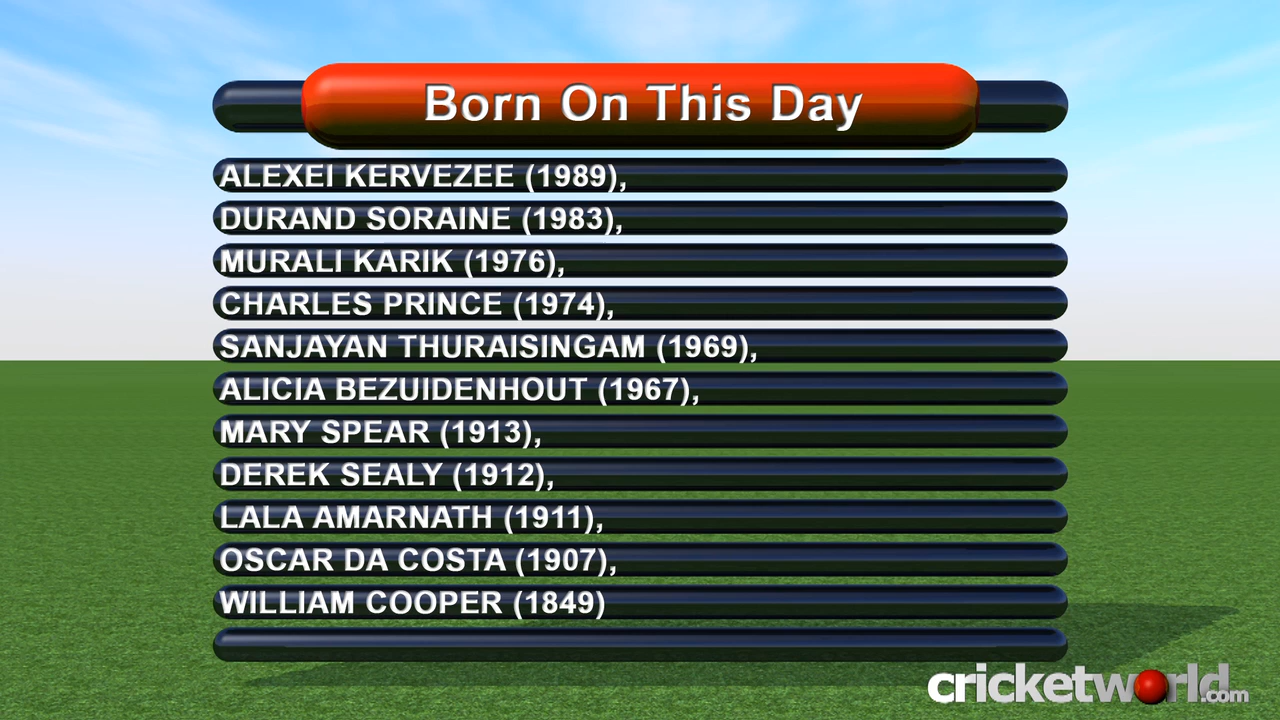 Born On This Day
ALEXEI KERVEZEE (1989),
DURAND SORAINE (1983),
MURALI KARIK (1976),
CHARLES PRINCE (1974),
SANJAYAN THURAISINGAM (1969),
ALICIA BEZUIDENHOUT (1967),
MARY SPEAR (1913),
DEREK SEALY (1912),
LALA AMARNATH (1911),
OSCAR DA COSTA (1907),
WILLIAM COOPER (1849)
cricketworld.com